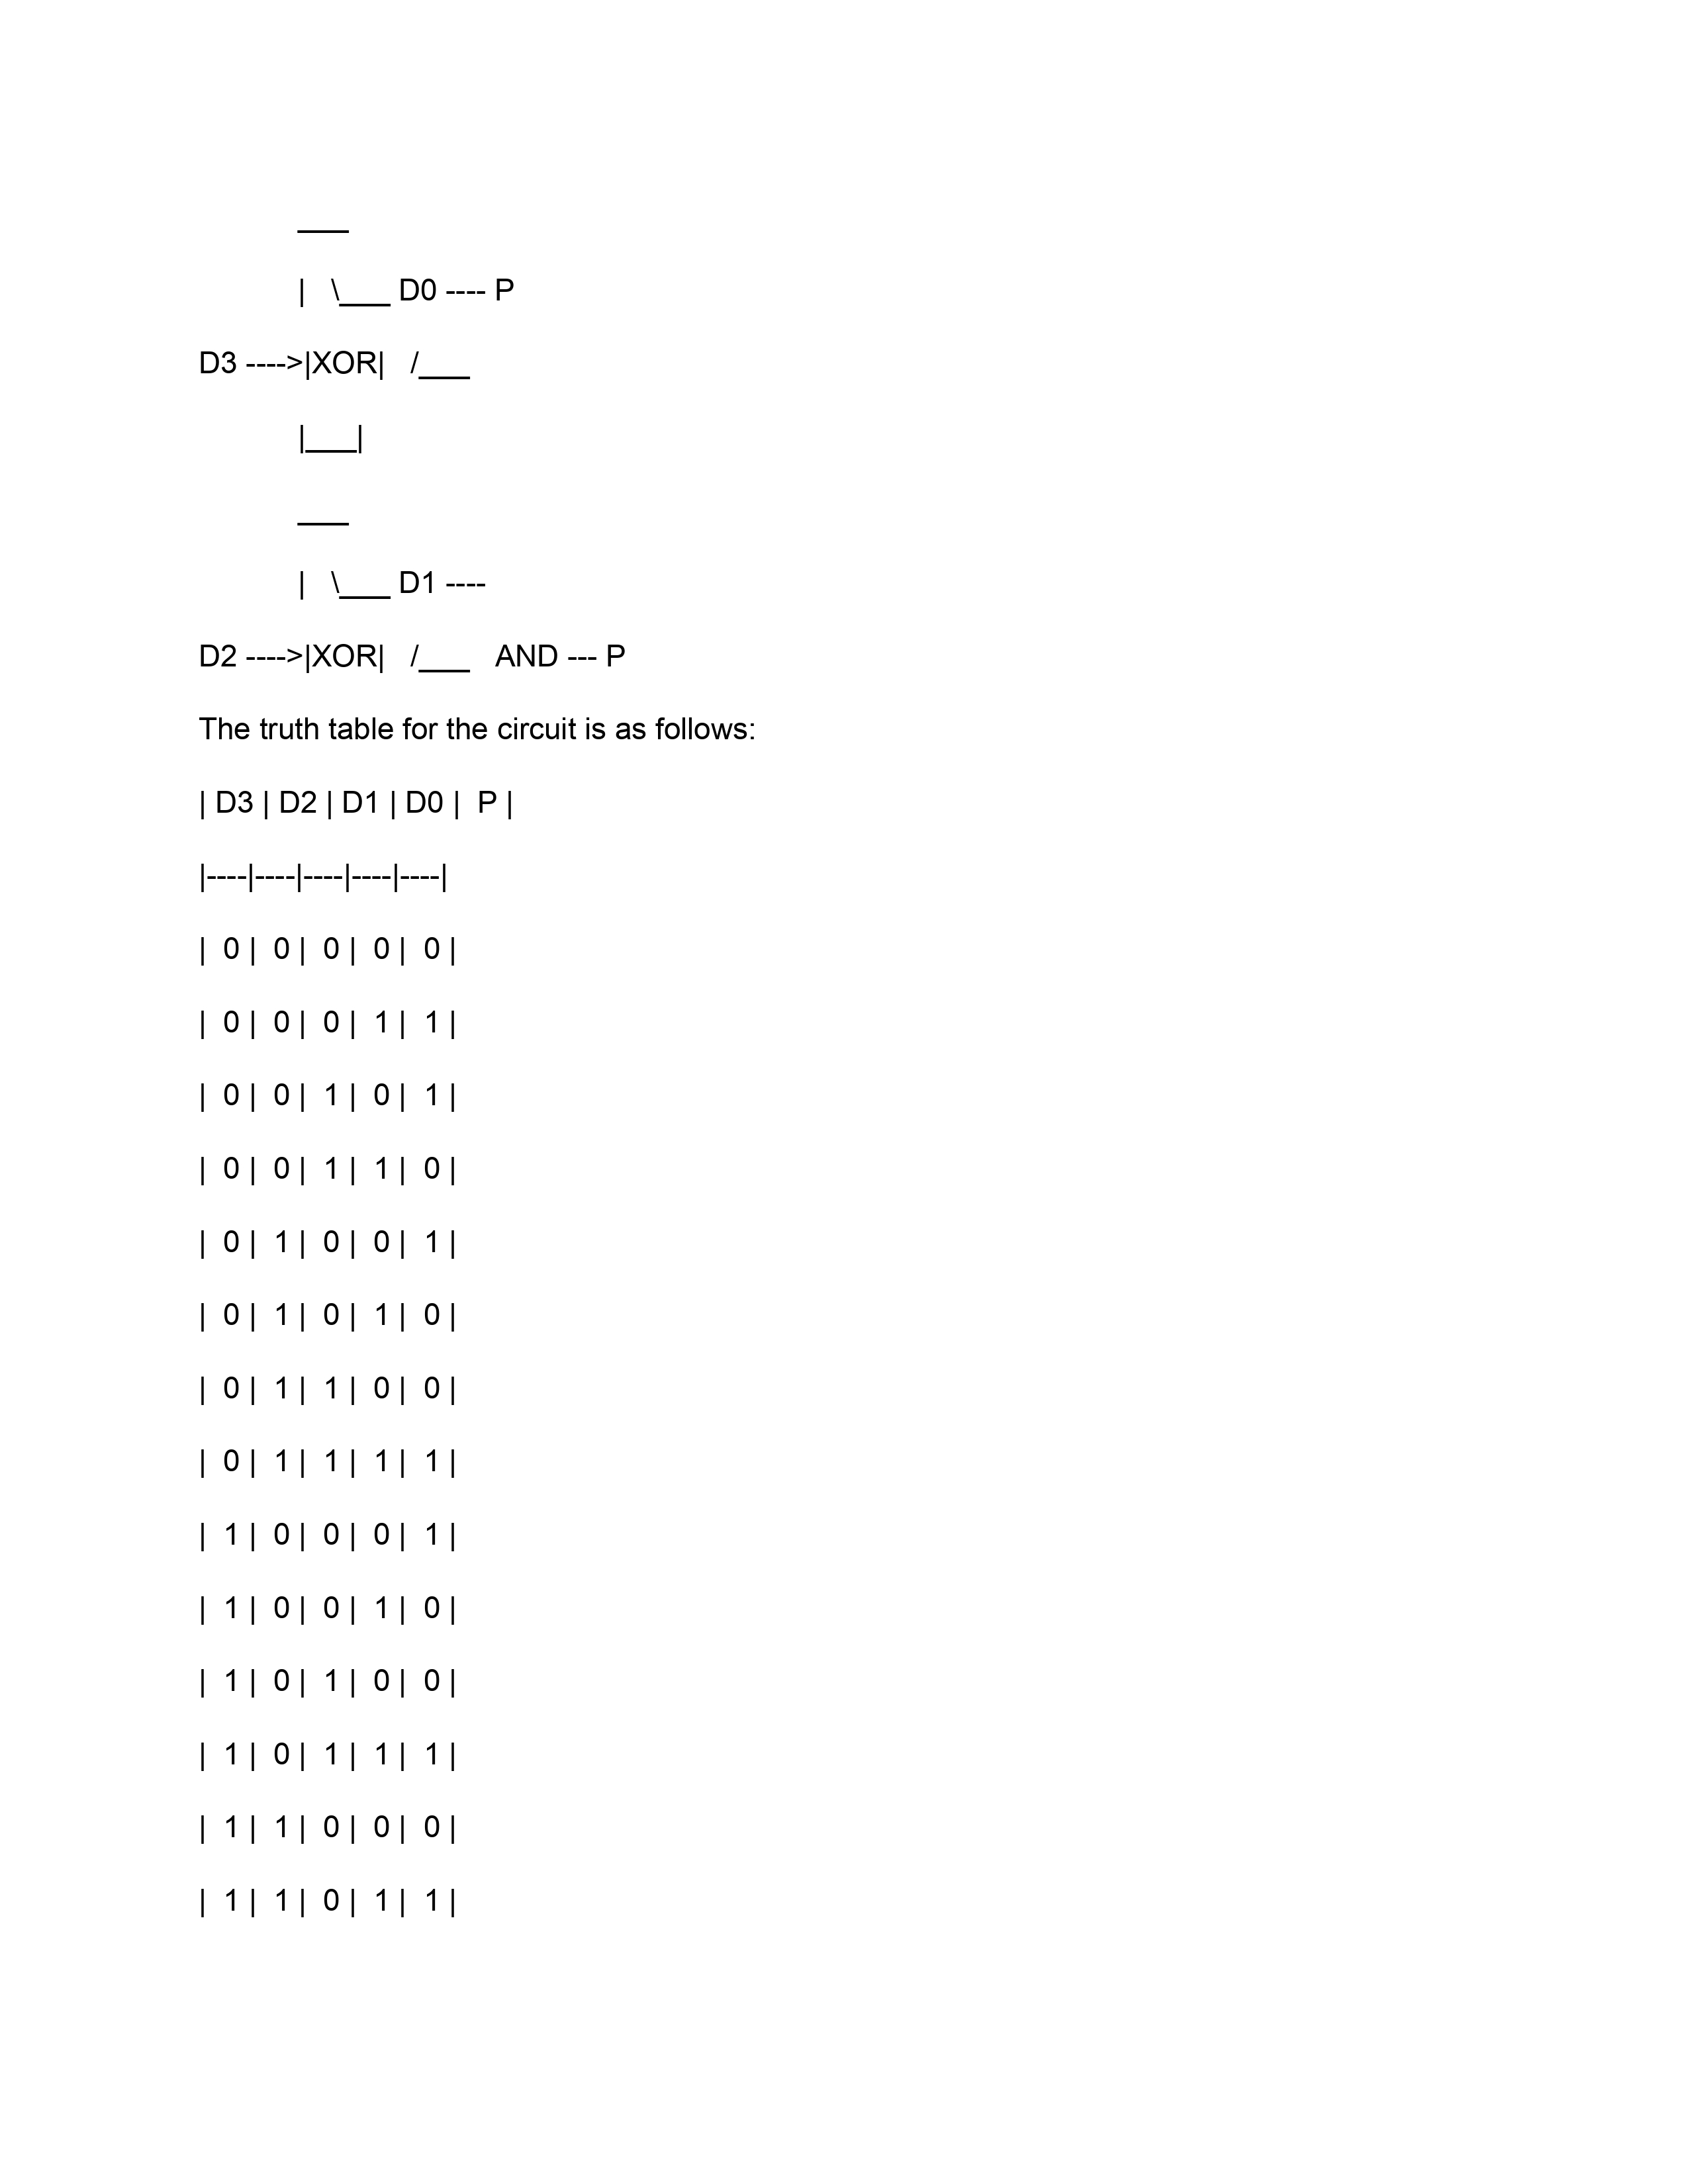 ___
|   \___ D0 ---- P
D3 ---->|XOR|   /___
|___|
___
|   \___ D1 ----
D2 ---->|XOR|   /___   AND --- P
The truth table for the circuit is as follows:
| D3 | D2 | D1 | D0 |  P |
|----|----|----|----|----|
|  0 |  0 |  0 |  0 |  0 |
|  0 |  0 |  0 |  1 |  1 |
|  0 |  0 |  1 |  0 |  1 |
|  0 |  0 |  1 |  1 |  0 |
|  0 |  1 |  0 |  0 |  1 |
|  0 |  1 |  0 |  1 |  0 |
|  0 |  1 |  1 |  0 |  0 |
|  0 |  1 |  1 |  1 |  1 |
|  1 |  0 |  0 |  0 |  1 |
|  1 |  0 |  0 |  1 |  0 |
|  1 |  0 |  1 |  0 |  0 |
|  1 |  0 |  1 |  1 |  1 |
|  1 |  1 |  0 |  0 |  0 |
|  1 |  1 |  0 |  1 |  1 |